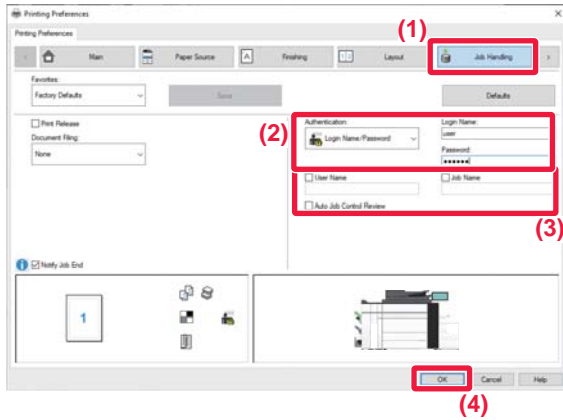 Printing Preferences
Printing Preferences
(1)
Main
Paper Source
Finishing
Layout
Job Handling
Favorites:
Factory Defaults
Save
Defaults
Print Release
Document Filing:
None
(2)
Authentication:
Login Name/Password
Login Name:
user
Password:
••••••
User Name
Job Name
Auto Job Control Review
(3)
Notify Job End
1
OK
Cancel
Help
(4)